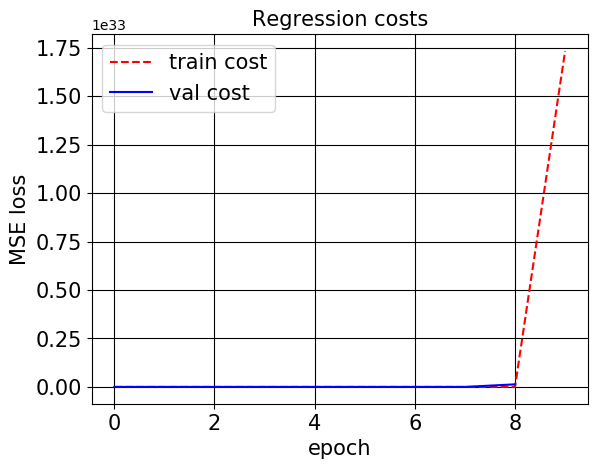 Regression costs
1e33
train cost
val cost
1.75
1.50
1.25
1.00
0.75
0.50
0.25
0.00
MSE loss
0 2 4 6 8
epoch